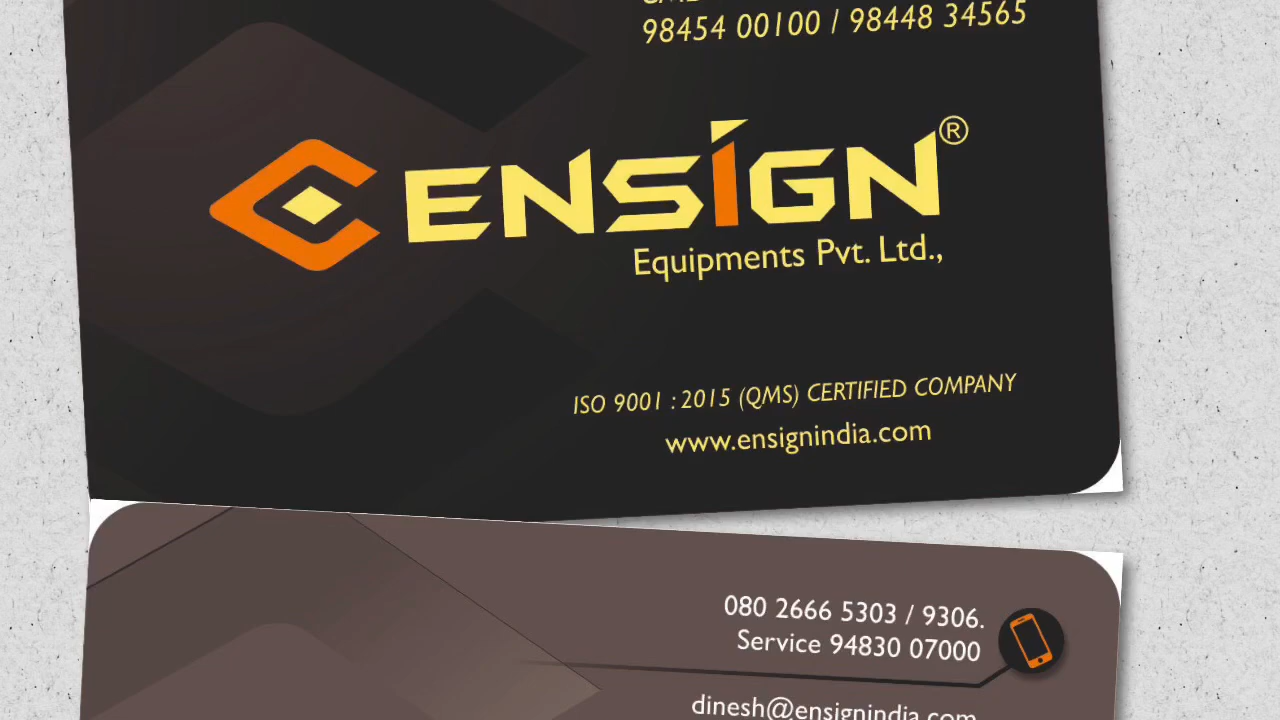 98454 00100 / 98448 34565
ENSIGN®
Equipments Pvt. Ltd.,
ISO 9001 : 2015 (QMS) CERTIFIED COMPANY
www.ensignindia.com
080 2666 5303 / 9306.
Service 94830 07000
dinesh@ensignindia.com